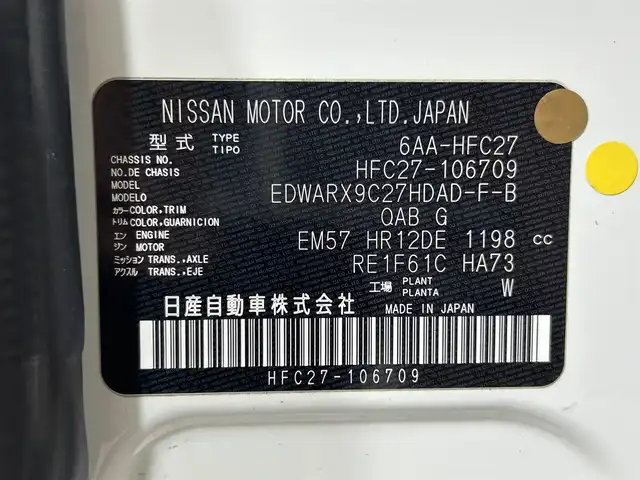 NISSAN MOTOR CO.,LTD.JAPAN
型式 TYPE TIPO 6AA-HFC27
CHASSIS NO. NO.DE CHASIS HFC27-106709
MODEL MODELO EDWARX9C27HDAD-F-B
カラー COLOR,TRIM トリム COLOR,GUARNICION QAB G
エン ENGINE ジン MOTOR EM57 HR12DE 1198 cc
ミッション TRANS.,AXLE アクスル TRANS.,EJE RE1F61C HA73
工場 PLANT PLANTA W
日産自動車株式会社 MADE IN JAPAN
HFC27-106709